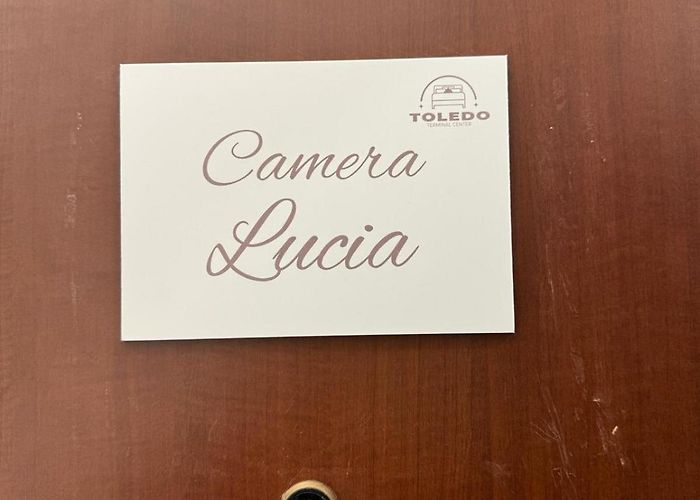 TOLEDO
TERMINAL CENTER
Camera
Lucia